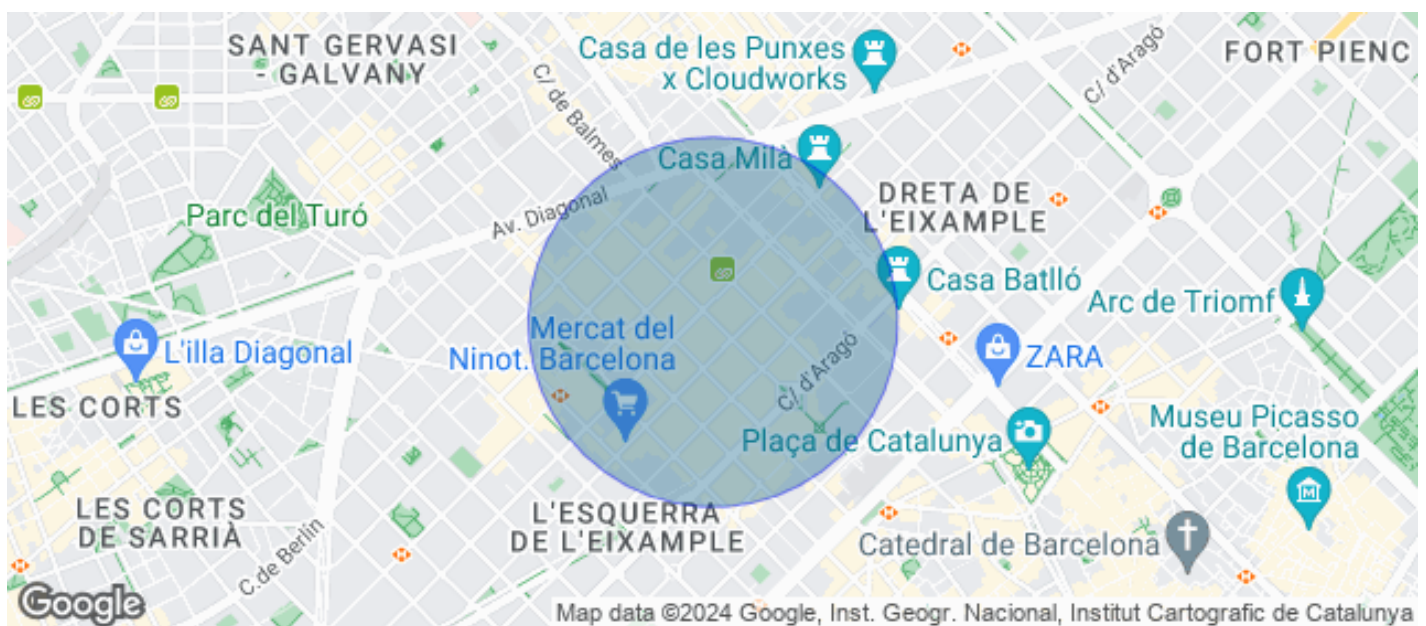 SANT GERVASI
- GALVANY
C/ de Balmes
Casa de les Punxes
x Cloudworks
C/ d'Aragó
FORT PIENC
Casa Milà
Parc del Turó
Av. Diagonal
DRETA DE
L'EIXAMPLE
Casa Batlló
Arc de Triomf
L'illa Diagonal
Mercat del
Ninot. Barcelona
C/ d'Aragó
ZARA
LES CORTS
Plaça de Catalunya
Museu Picasso
de Barcelona
LES CORTS
DE SARRIÀ
C. de Berlín
L'ESQUERRA
DE L'EIXAMPLE
Catedral de Barcelona
Google
Map data ©2024 Google, Inst. Geogr. Nacional, Institut Cartografic de Catalunya